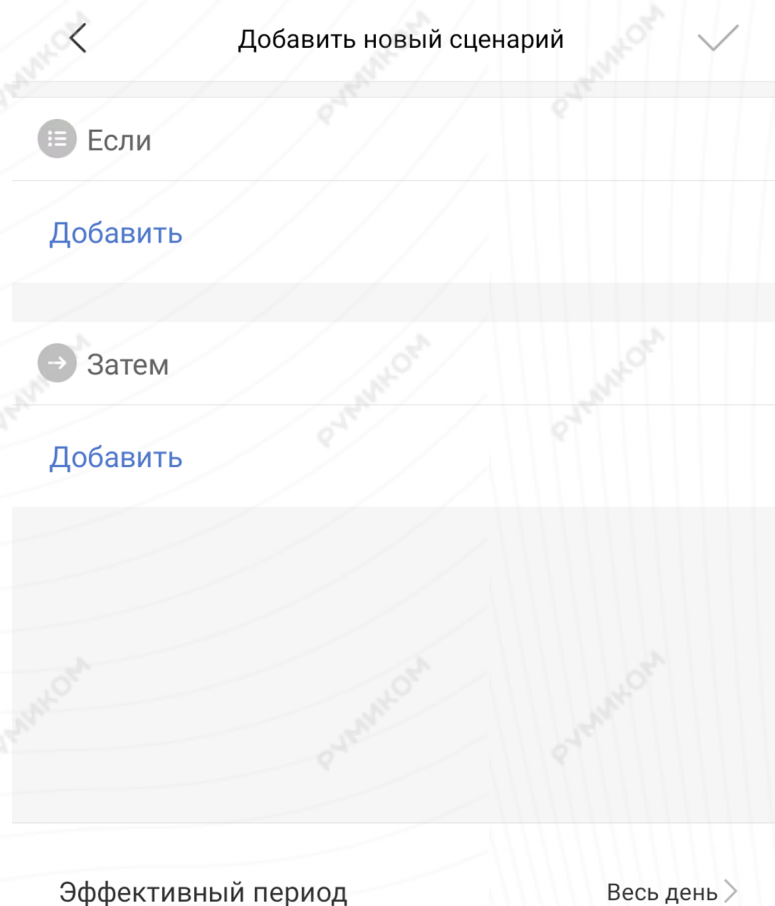 Добавить новый сценарий
Если
Добавить
Затем
Добавить
Эффективный период Весь день
РУМИКОМ
РУМИКОМ
РУМИКОМ
РУМИКОМ
РУМИКОМ
РУМИКОМ
РУМИКОМ
РУМИКОМ
РУМИКОМ